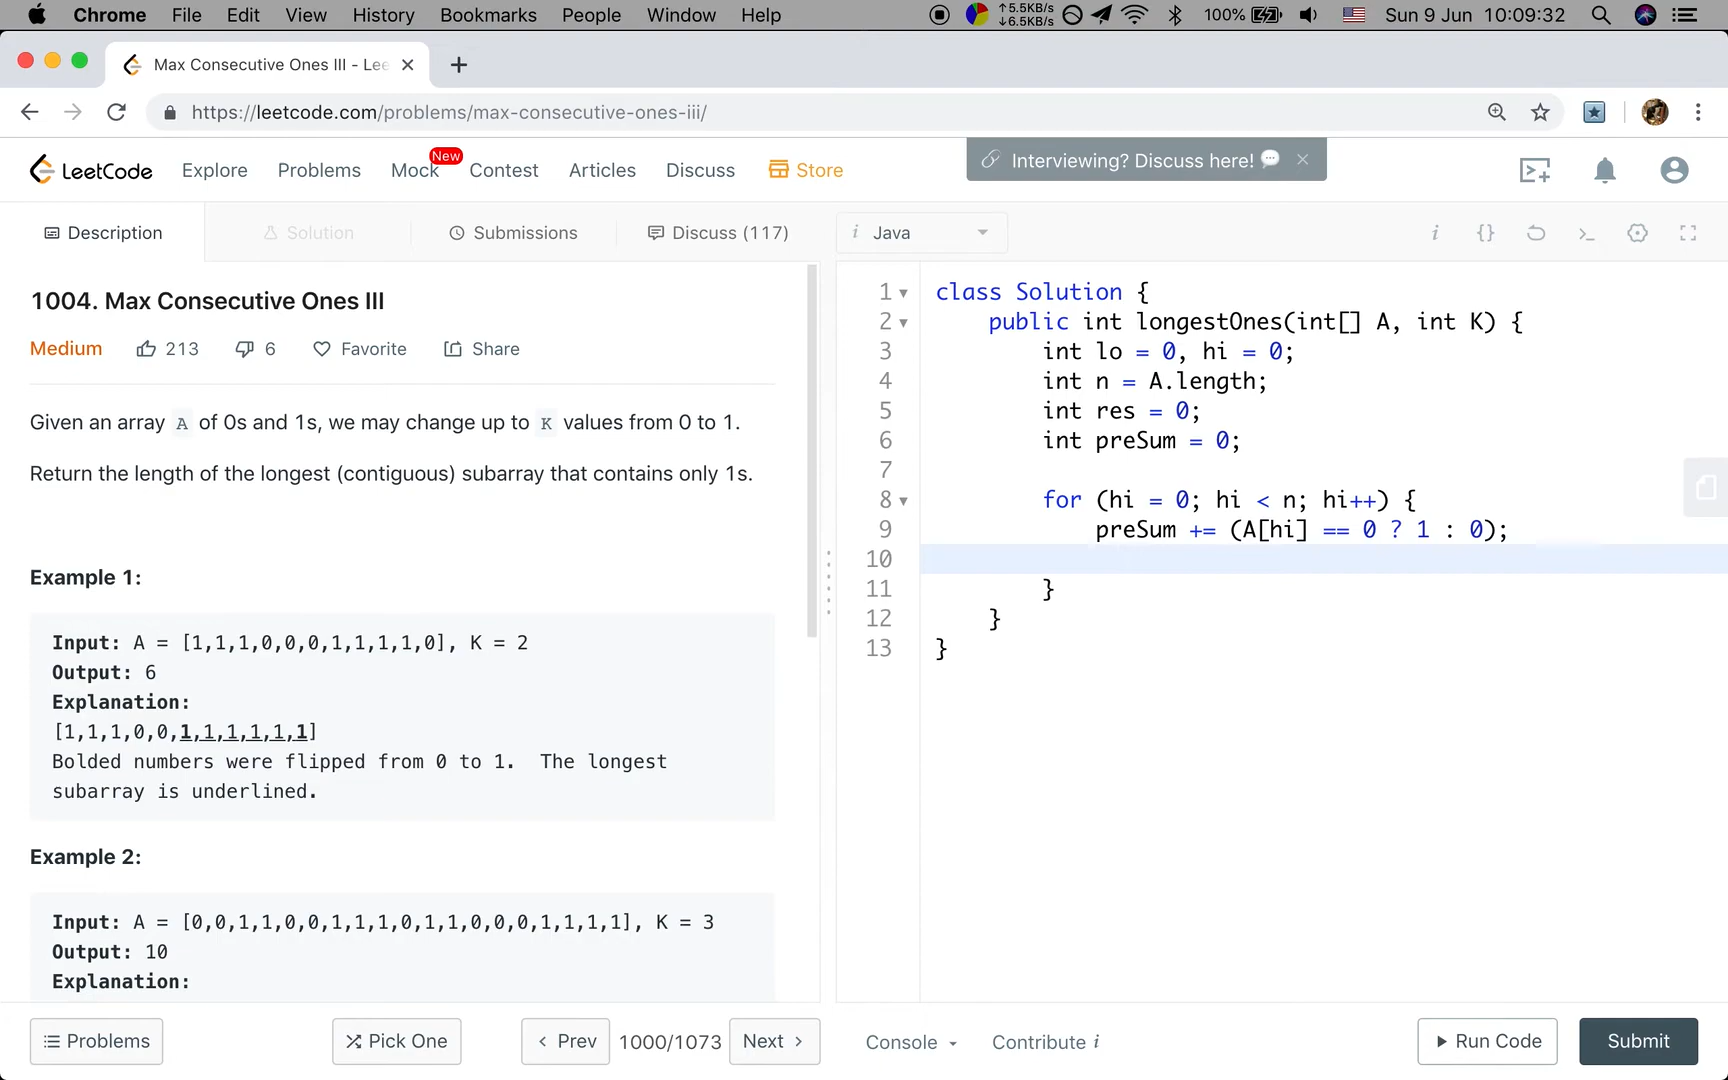 Chrome File Edit View History Bookmarks People Window Help ↑5.5KB/s ↓6.5KB/s 100% Sun 9 Jun 10:09:32
Max Consecutive Ones III - Lee
https://leetcode.com/problems/max-consecutive-ones-iii/
LeetCode Explore Problems Mock New Contest Articles Discuss Store Interviewing? Discuss here!
Description Solution Submissions Discuss (117) i Java
1004. Max Consecutive Ones III
Medium 213 6 Favorite Share
Given an array A of 0s and 1s, we may change up to K values from 0 to 1.
Return the length of the longest (contiguous) subarray that contains only 1s.
Example 1:
Input: A = [1,1,1,0,0,0,1,1,1,1,0], K = 2
Output: 6
Explanation:
[1,1,1,0,0,1,1,1,1,1,1]
Bolded numbers were flipped from 0 to 1. The longest
subarray is underlined.
Example 2:
Input: A = [0,0,1,1,0,0,1,1,1,0,1,1,0,0,0,1,1,1,1], K = 3
Output: 10
Explanation:
1 class Solution {
2 public int longestOnes(int[] A, int K) {
3 int lo = 0, hi = 0;
4 int n = A.length;
5 int res = 0;
6 int preSum = 0;
7
8 for (hi = 0; hi < n; hi++) {
9 preSum += (A[hi] == 0 ? 1 : 0);
10
11 }
12 }
13 }
Problems Pick One Prev 1000/1073 Next Console Contribute i Run Code Submit